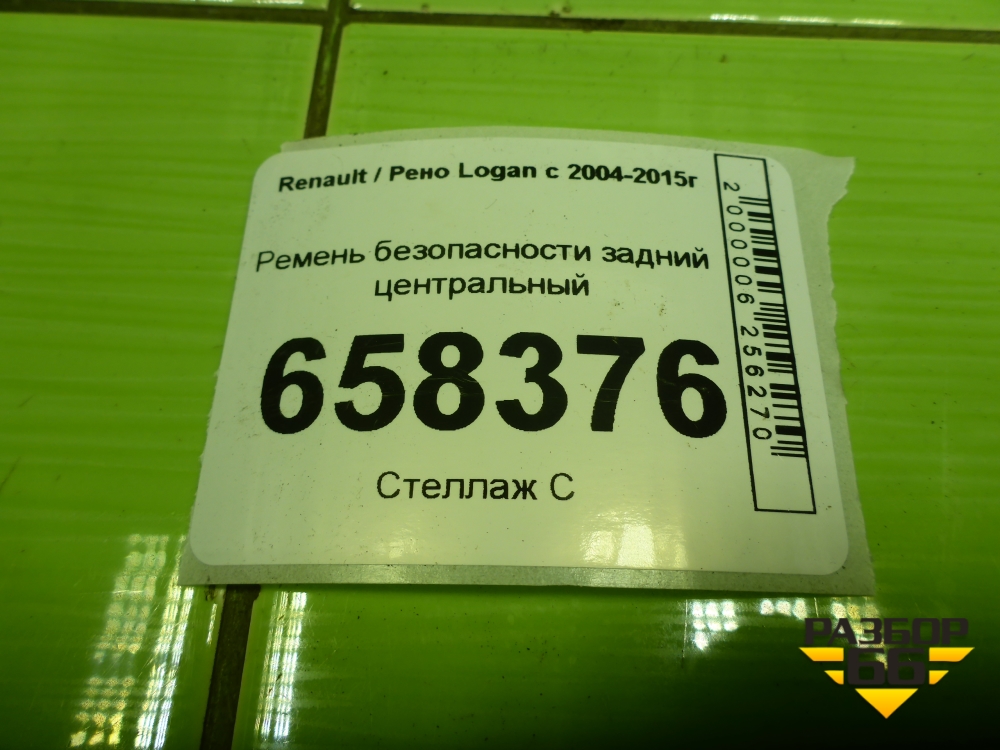 Renault / Рено Logan с 2004-2015г
Ремень безопасности задний
центральный
658376
Стеллаж С
2000006256270
РАЗБОР
66